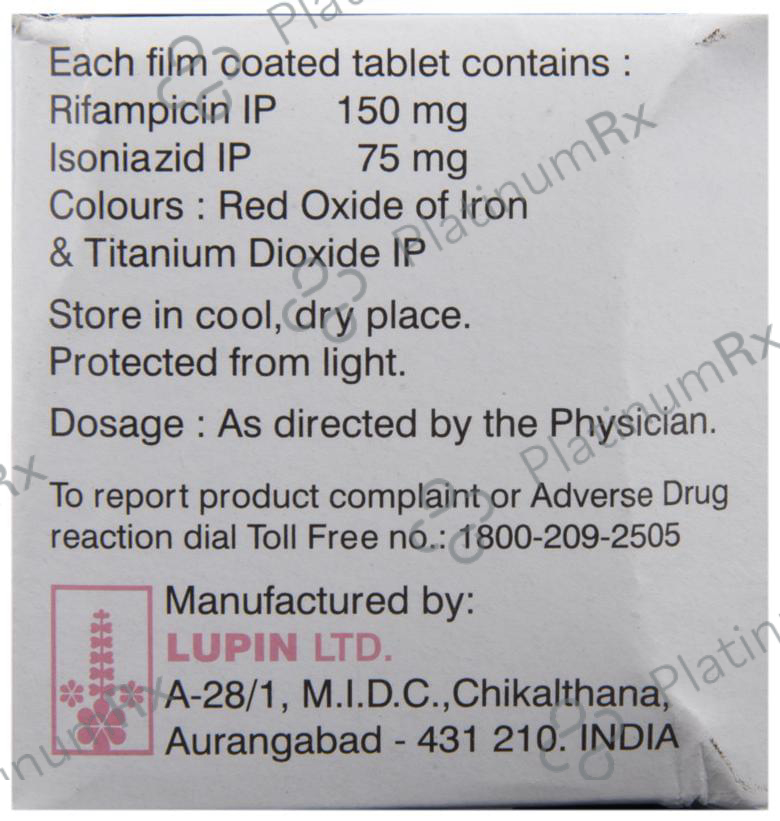 Each film coated tablet contains :
Rifampicin IP 150 mg
Isoniazid IP 75 mg
Colours : Red Oxide of Iron
& Titanium Dioxide IP
Store in cool, dry place.
Protected from light.
Dosage : As directed by the Physician.
To report product complaint or Adverse Drug
reaction dial Toll Free no.: 1800-209-2505
Manufactured by:
LUPIN LTD.
A-28/1, M.I.D.C.,Chikalthana,
Aurangabad - 431 210. INDIA
PlatinumRx
PlatinumRx